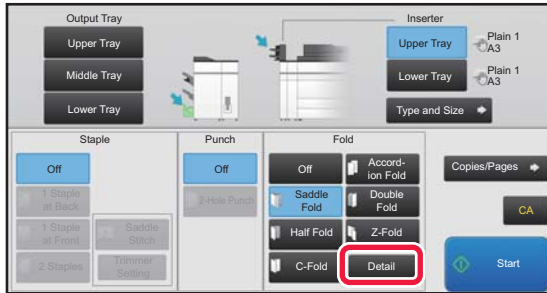 Output Tray
Upper Tray
Middle Tray
Lower Tray
Inserter
Upper Tray
Plain 1
A3
Lower Tray
Plain 1
A3
Type and Size
Staple
Off
1 Staple
at Back
1 Staple
at Front
2 Staples
Saddle
Stitch
Trimmer
Setting
Punch
Off
2-Hole Punch
Fold
Off
Accord-
ion Fold
Saddle
Fold
Double
Fold
Half Fold
Z-Fold
C-Fold
Detail
Copies/Pages
CA
Start